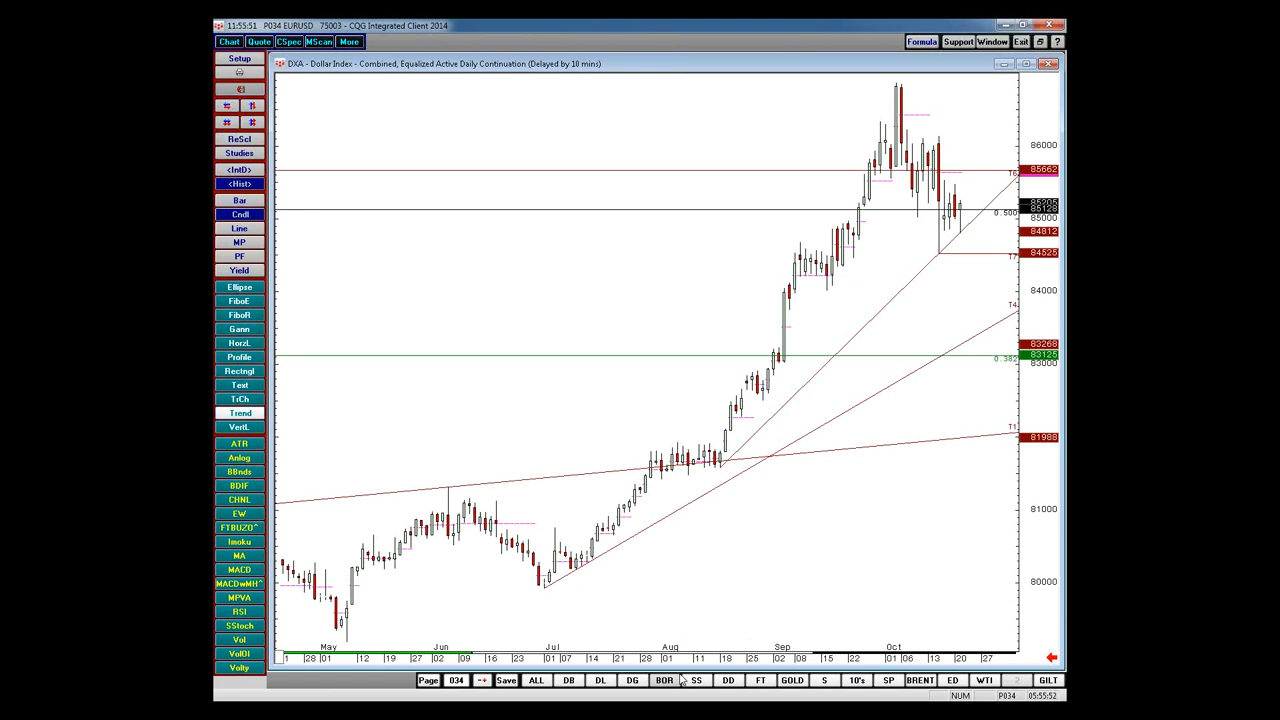 11:55:51 P034 EURUSD 75003 - CQG Integrated Client 2014
Chart Quote CSpec MScan More Formula Support Window Exit ?
DXA - Dollar Index - Combined, Equalized Active Daily Continuation (Delayed by 10 mins)
Setup
ReScl
Studies
<IntD>
<Hist>
Bar
Cndl
Line
MP
PF
Yield
Ellipse
FiboE
FiboR
Gann
HorzL
Profile
Rectngl
Text
TrCh
Trend
VertL
ATR
Anlog
BBnds
BDIF
CHNL
EW
FTBUZO^
Imoku
MA
MACD
MACDwMH^
MPVA
RSI
SStoch
Vol
VolOI
Volty
86000
85662
T6
85205
85128
0.500
85000
84812
84525
T7
84000
T4
83268
83125
0.382
83000
T1
81988
81000
80000
May Jun Jul Aug Sep Oct
1 28 01 12 19 27 02 09 16 23 01 07 14 21 28 01 11 18 25 02 08 15 22 01 06 13 20 27
Page 034 Save ALL DB DL DG BOR SS DD FT GOLD S 10's SP BRENT ED WTI 2 GILT
NUM P034 05:55:52